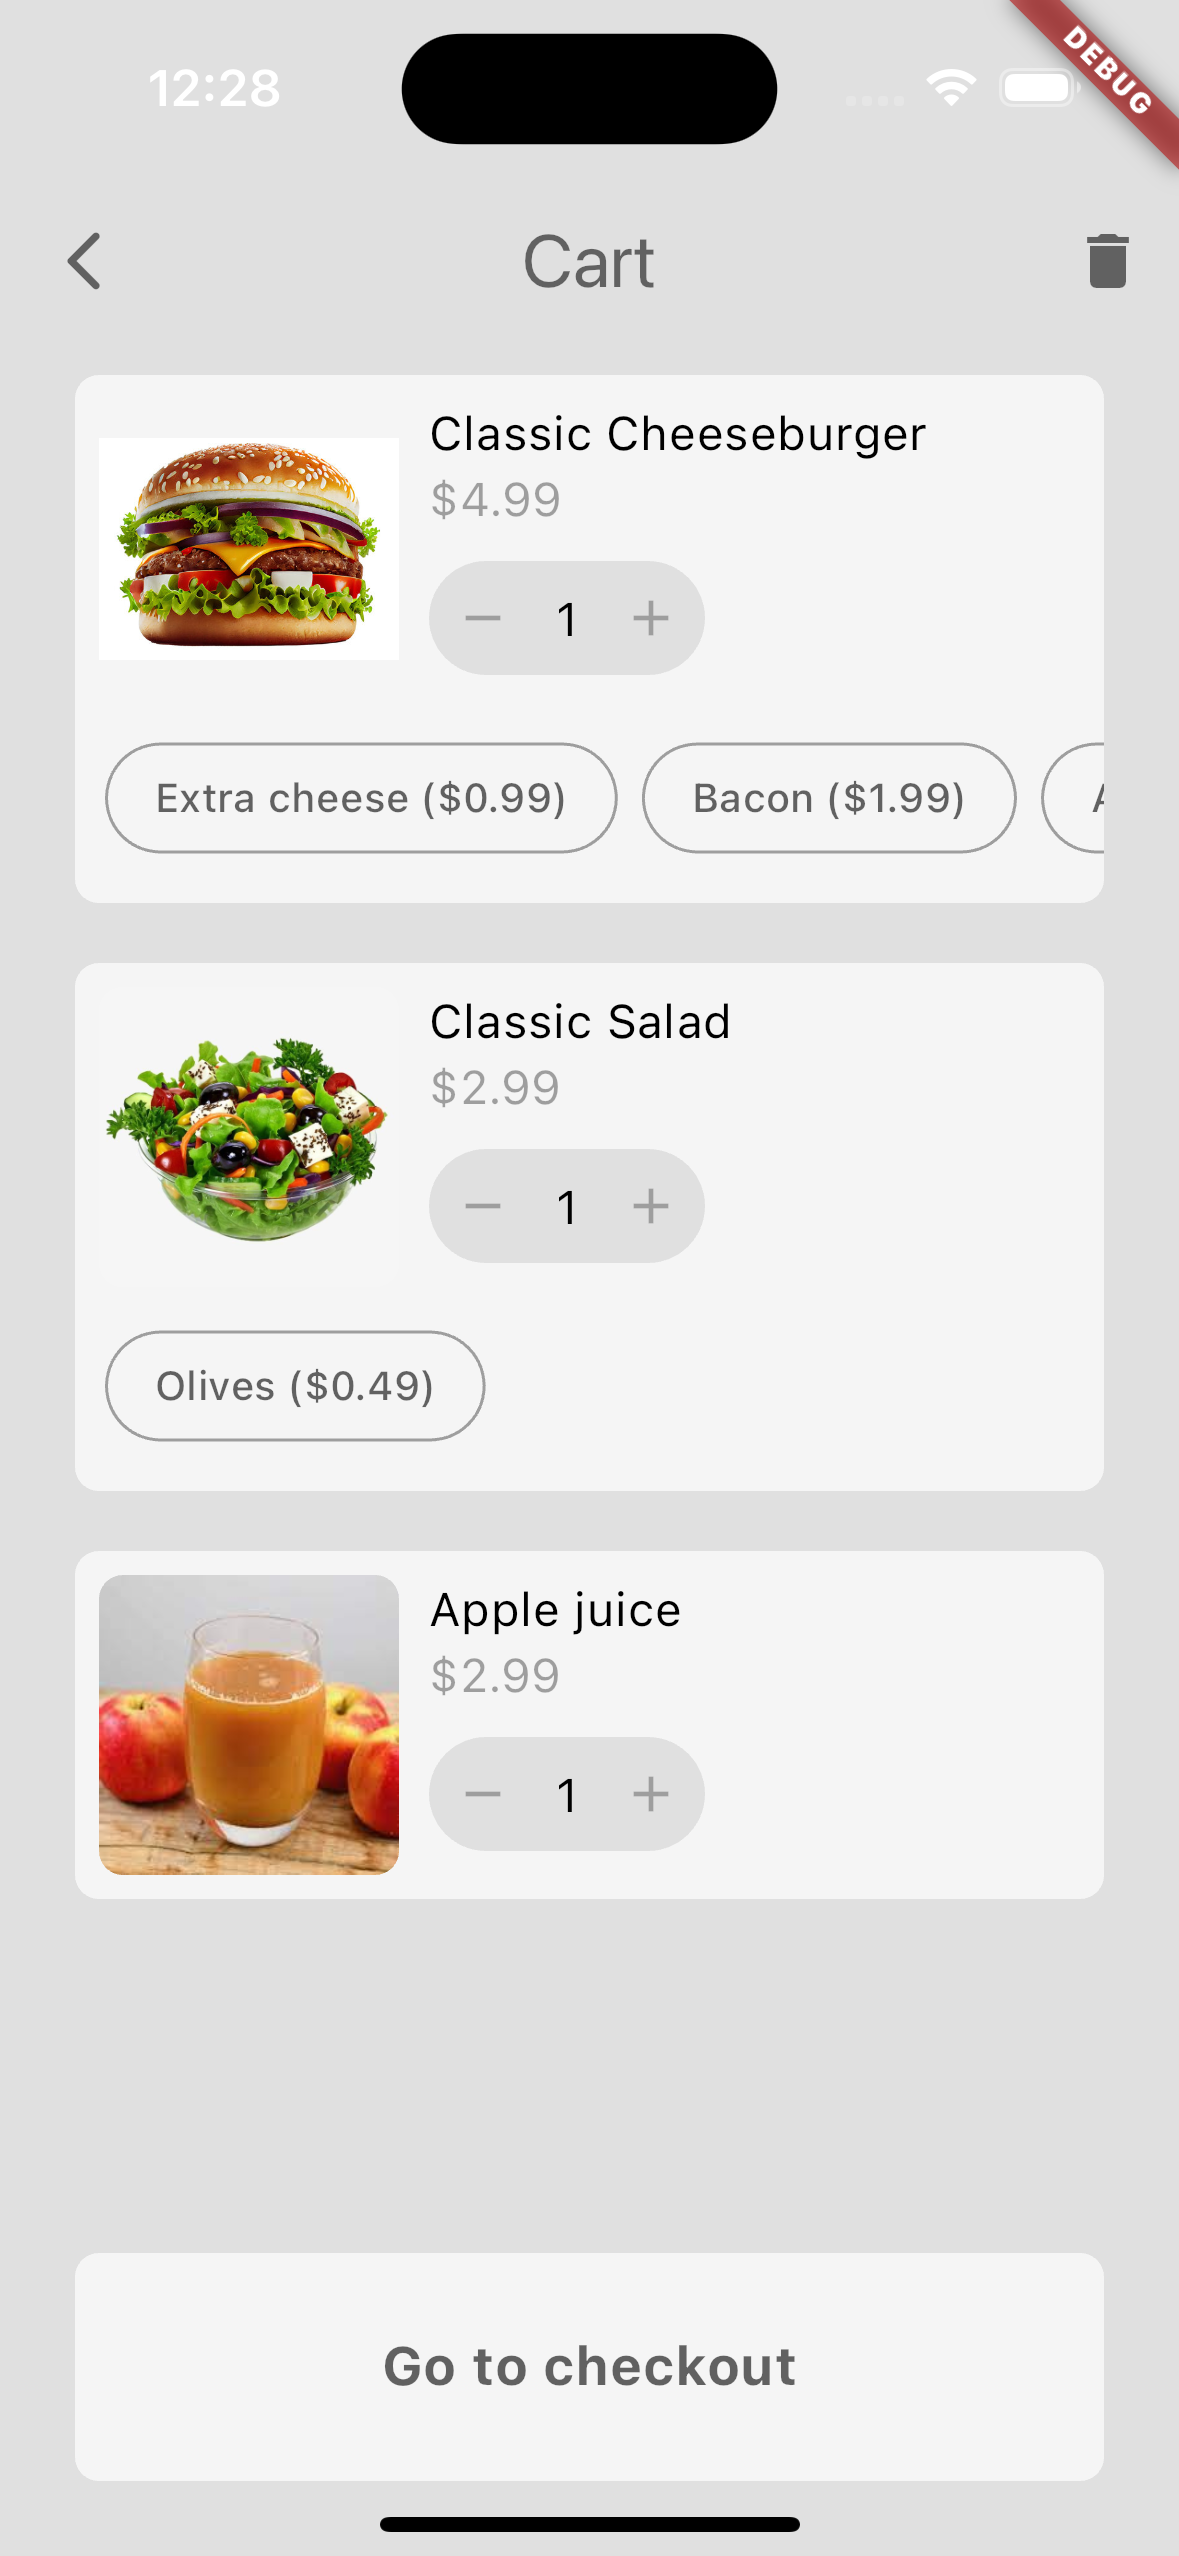 12:28
DEBUG
Cart
Classic Cheeseburger
$4.99
1
Extra cheese ($0.99)
Bacon ($1.99)
Classic Salad
$2.99
1
Olives ($0.49)
Apple juice
$2.99
1
Go to checkout